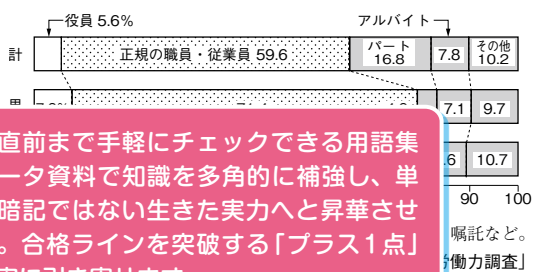 役員 5.6%
アルバイト
計
正規の職員・従業員 59.6
パート
16.8
7.8
その他
10.2
7.1
9.7
直前まで手軽にチェックできる用語集
ータ資料で知識を多角的に補強し、単
暗記ではない生きた実力へと昇華させ
。合格ラインを突破する「プラス1点」
10.7
90
100
嘱託など。
労働力調査」